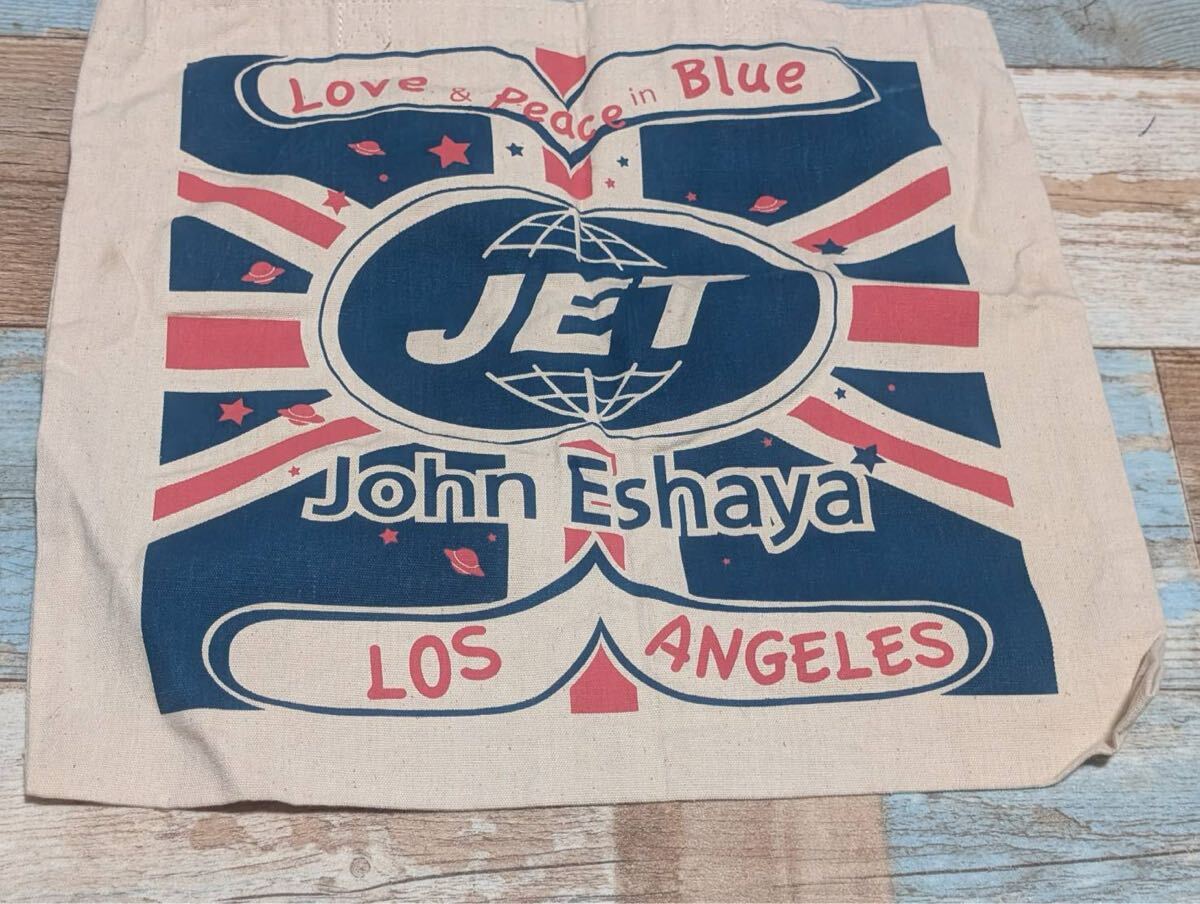 Love & Peace in Blue
JET
John Eshaya
LOS ANGELES